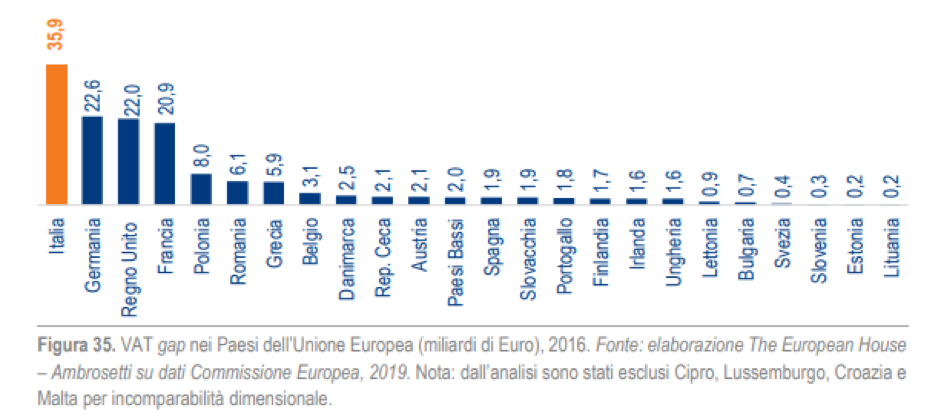 35,9
22,6
22,0
20,9
8,0
6,1
5,9
3,1
2,5
2,1
2,1
2,0
1,9
1,9
1,8
1,7
1,6
1,6
0,9
0,7
0,4
0,3
0,2
0,2
Italia
Germania
Regno Unito
Francia
Polonia
Romania
Grecia
Belgio
Danimarca
Rep. Ceca
Austria
Paesi Bassi
Spagna
Slovacchia
Portogallo
Finlandia
Irlanda
Ungheria
Lettonia
Bulgaria
Svezia
Slovenia
Estonia
Lituania
Figura 35. VAT gap nei Paesi dell'Unione Europea (miliardi di Euro), 2016. Fonte: elaborazione The European House
– Ambrosetti su dati Commissione Europea, 2019. Nota: dall'analisi sono stati esclusi Cipro, Lussemburgo, Croazia e
Malta per incomparabilità dimensionale.